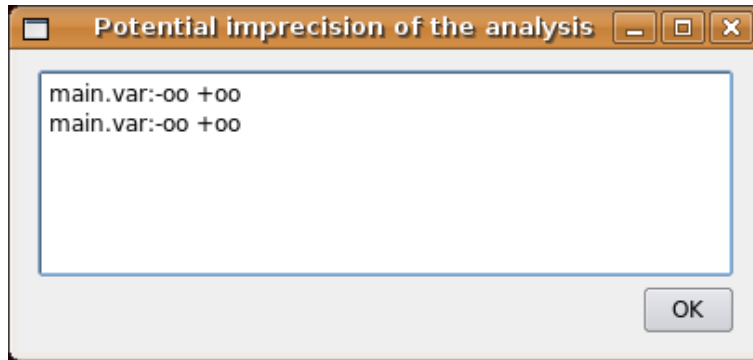 Potential imprecision of the analysis
main.var:-oo +oo
main.var:-oo +oo
OK